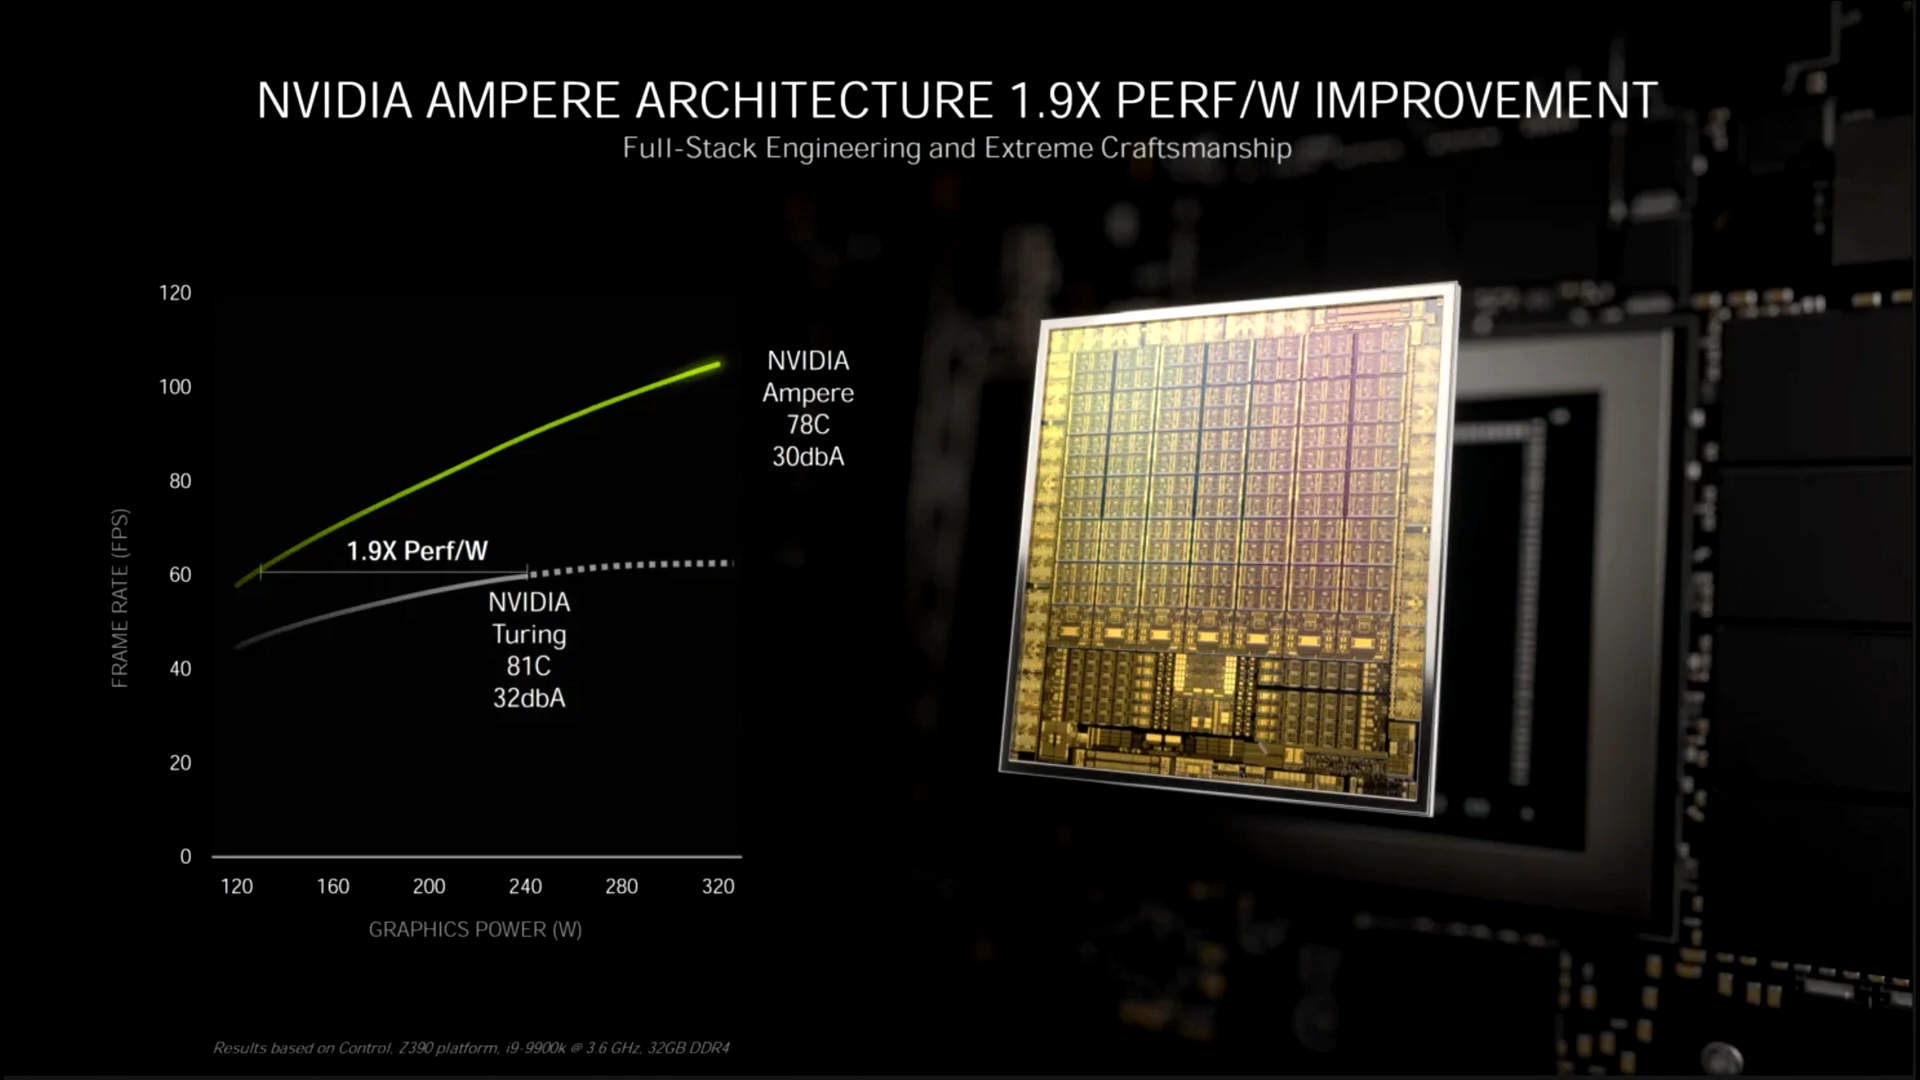 NVIDIA AMPERE ARCHITECTURE 1.9X PERF/W IMPROVEMENT
Full-Stack Engineering and Extreme Craftsmanship
120
100
80
60
40
20
0
FRAME RATE (FPS)
NVIDIA
Ampere
78C
30dbA
1.9X Perf/W
NVIDIA
Turing
81C
32dbA
120 160 200 240 280 320
GRAPHICS POWER (W)
Results based on Control, Z390 platform, i9-9900k @ 3.6 GHz, 32GB DDR4